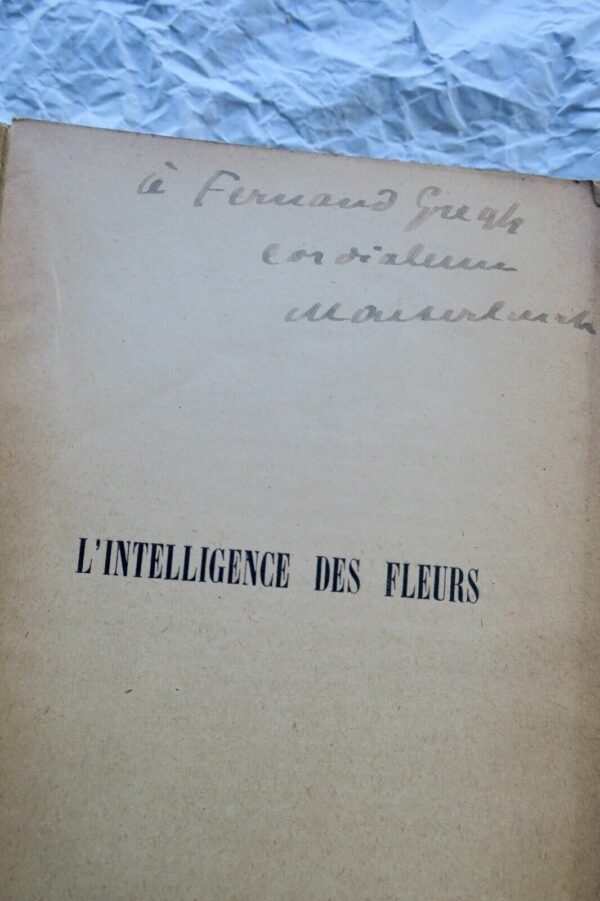 à Fernand Gregh
cordialement
Maeterlinck
L'INTELLIGENCE DES FLEURS